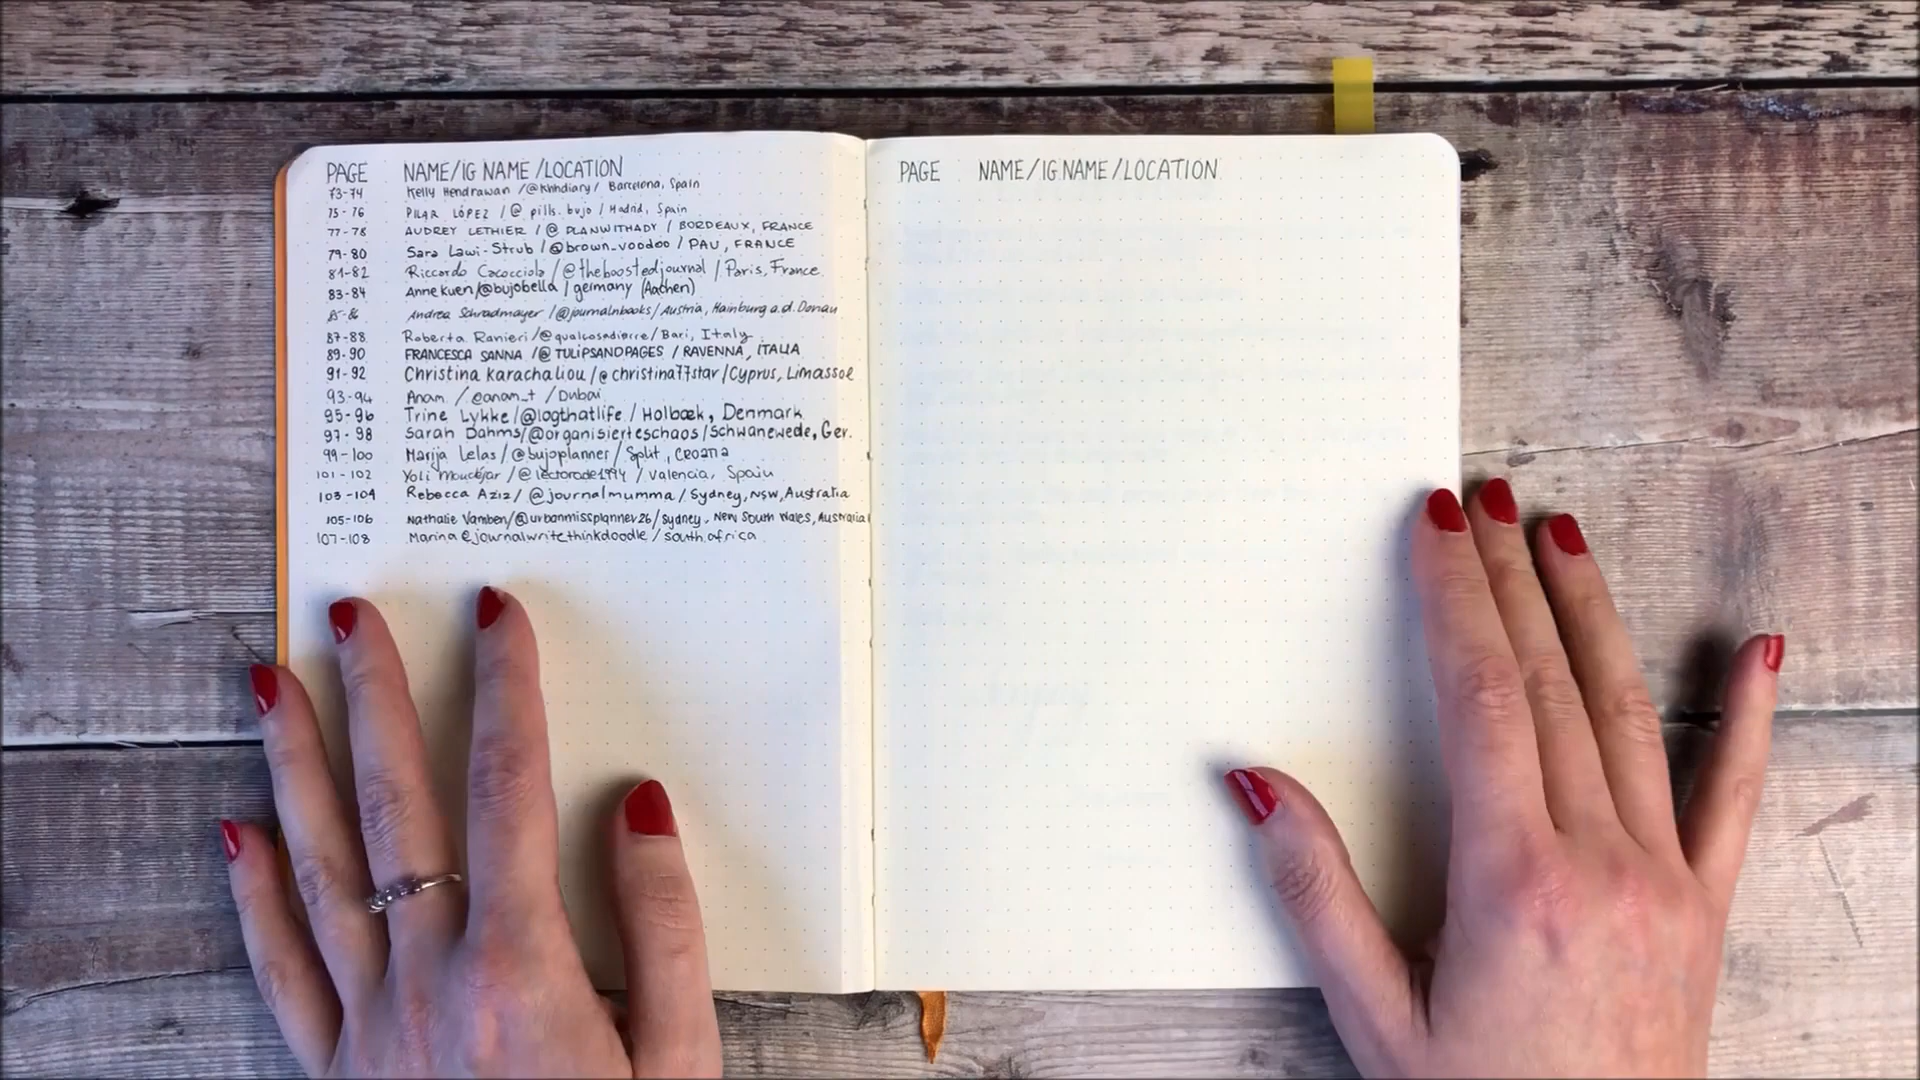 PAGE NAME/IG NAME/LOCATION
73-74 Kelly Hendrawan /@khhdiary/ Barcelona, Spain
75-76 PILAR LÓPEZ /@ pills.bujo / Madrid, Spain
77-78 AUDREY LETHIER /@ PLANWITHADY / BORDEAUX, FRANCE
79-80 Sara Lawi-Strub /@brown_voodoo / PAU, FRANCE
81-82 Riccardo Cacocciola /@theboostedjournal / Paris, France.
83-84 Anne Kuen/@bujobella / germany (Aachen)
85-86 Andrea Schradmayer /@journalnbooks/ Austria, Hainburg a.d. Donau
87-88 Roberta Ranieri /@qualcosadierre/ Bari, Italy
89-90 FRANCESCA SANNA /@TULIPSANDPAGES / RAVENNA, ITALIA
91-92 Christina Karachaliou /@christina77star/Cyprus, Limassol
93-94 Anam /@anam_t /Dubai
95-96 Trine Lykke/@logthatlife / Holbæk, Denmark
97-98 Sarah Dahms/@organisierteschaos/Schwanewede, Ger.
99-100 Marija Lelas/@bujoplanner/ Split, CROATIA
101-102 Yoli /@lectorade1994 / Valencia, Spain
103-104 Rebecca Aziz/ @journalmumma/ Sydney, NSW, Australia
105-106 Nathalie Vamben/@urbanmissplanner26/sydney, New South Wales, Australia
107-108 Marina @journalwritethinkdoodle / south africa
PAGE NAME/IG NAME/LOCATION